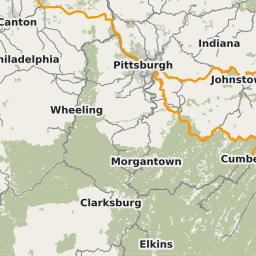 Canton
Indiana
hiladelphia
Pittsburgh
Johnstow
Wheeling
Morgantown
Cumbe
Clarksburg
Elkins